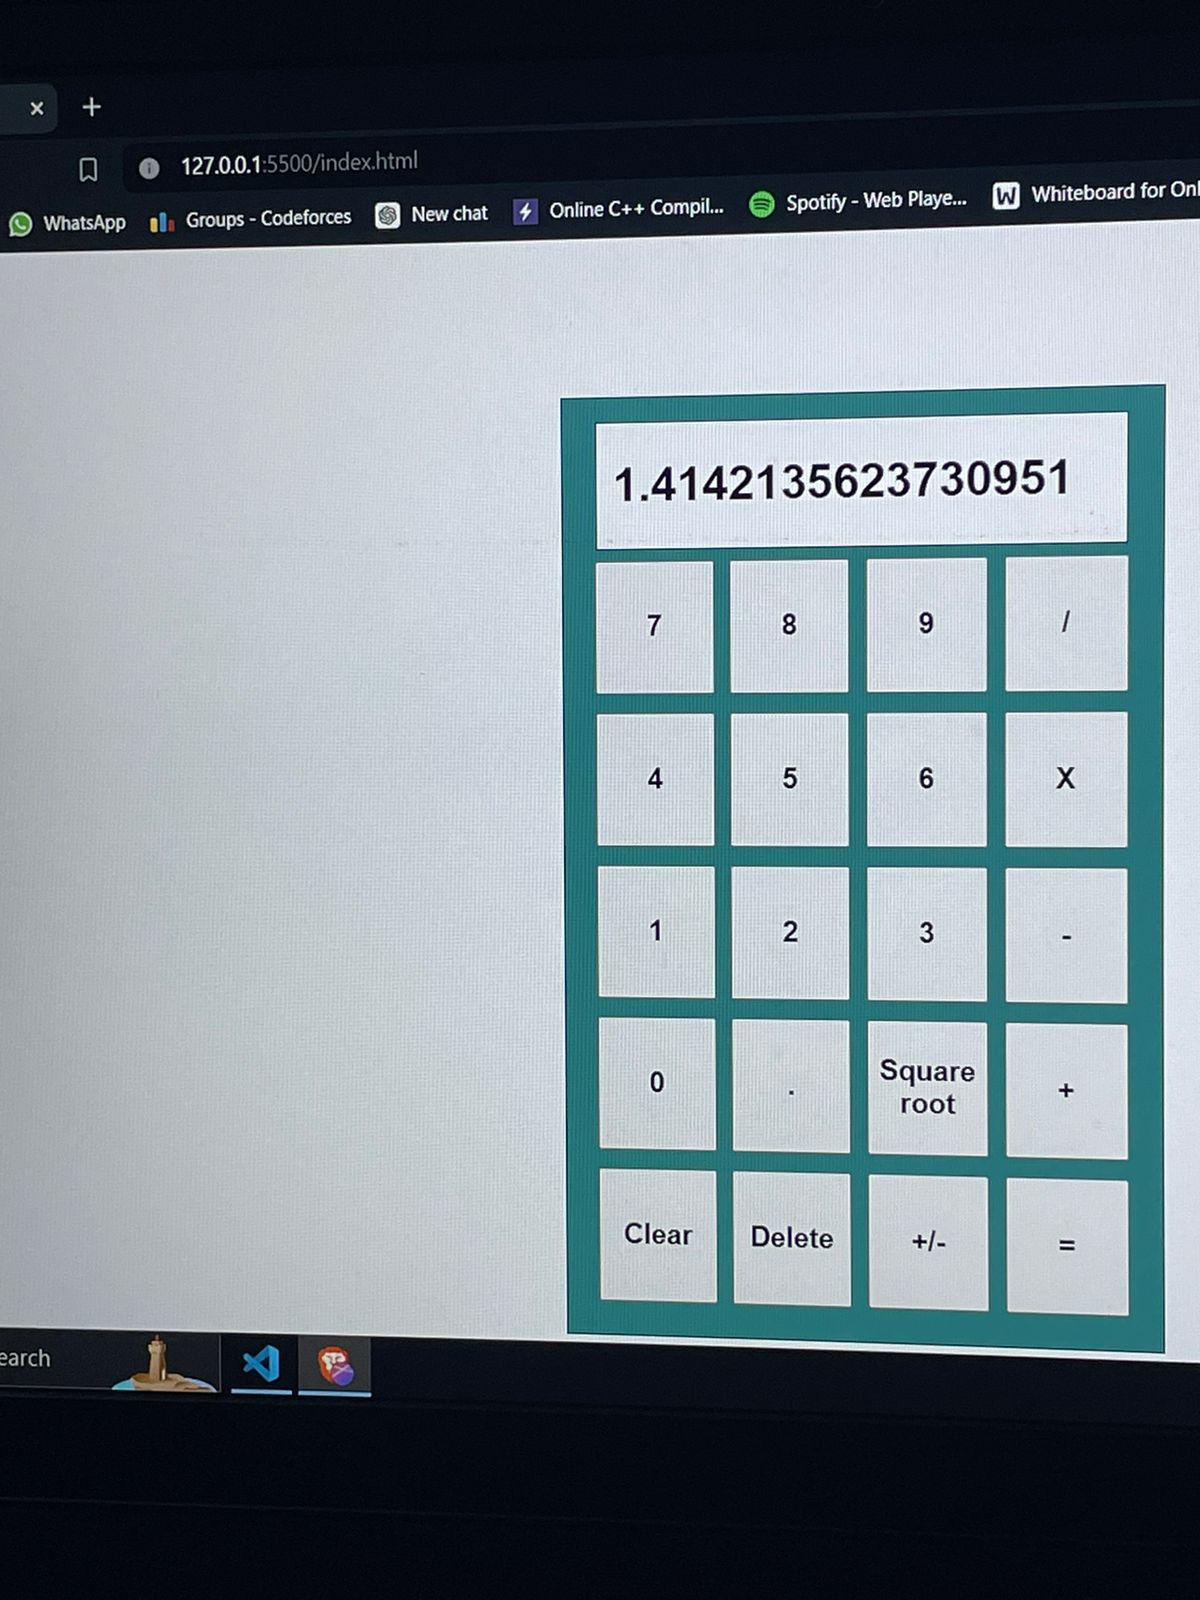 × +
127.0.0.1:5500/index.html
WhatsApp Groups - Codeforces New chat Online C++ Compil... Spotify - Web Playe... W Whiteboard for Onl
1.4142135623730951
7 8 9 /
4 5 6 X
1 2 3 -
0 . Square root +
Clear Delete +/- =
earch